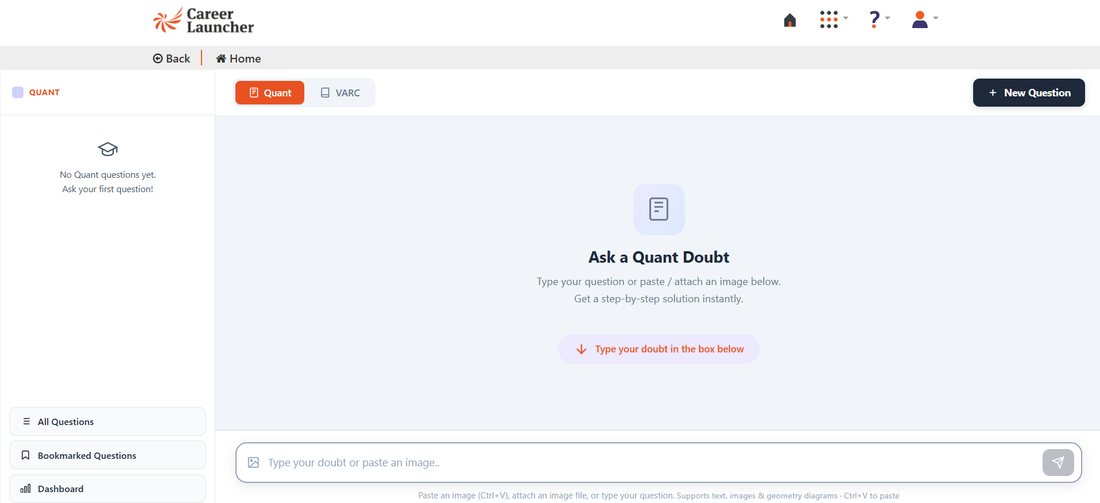 Career
Launcher
?
Back
Home
QUANT
Quant
VARC
+ New Question
No Quant questions yet.
Ask your first question!
Ask a Quant Doubt
Type your question or paste / attach an image below.
Get a step-by-step solution instantly.
Type your doubt in the box below
All Questions
Bookmarked Questions
Dashboard
Type your doubt or paste an image..
Paste an image (Ctrl+V), attach an image file, or type your question. Supports text, images & geometry diagrams · Ctrl+V to paste